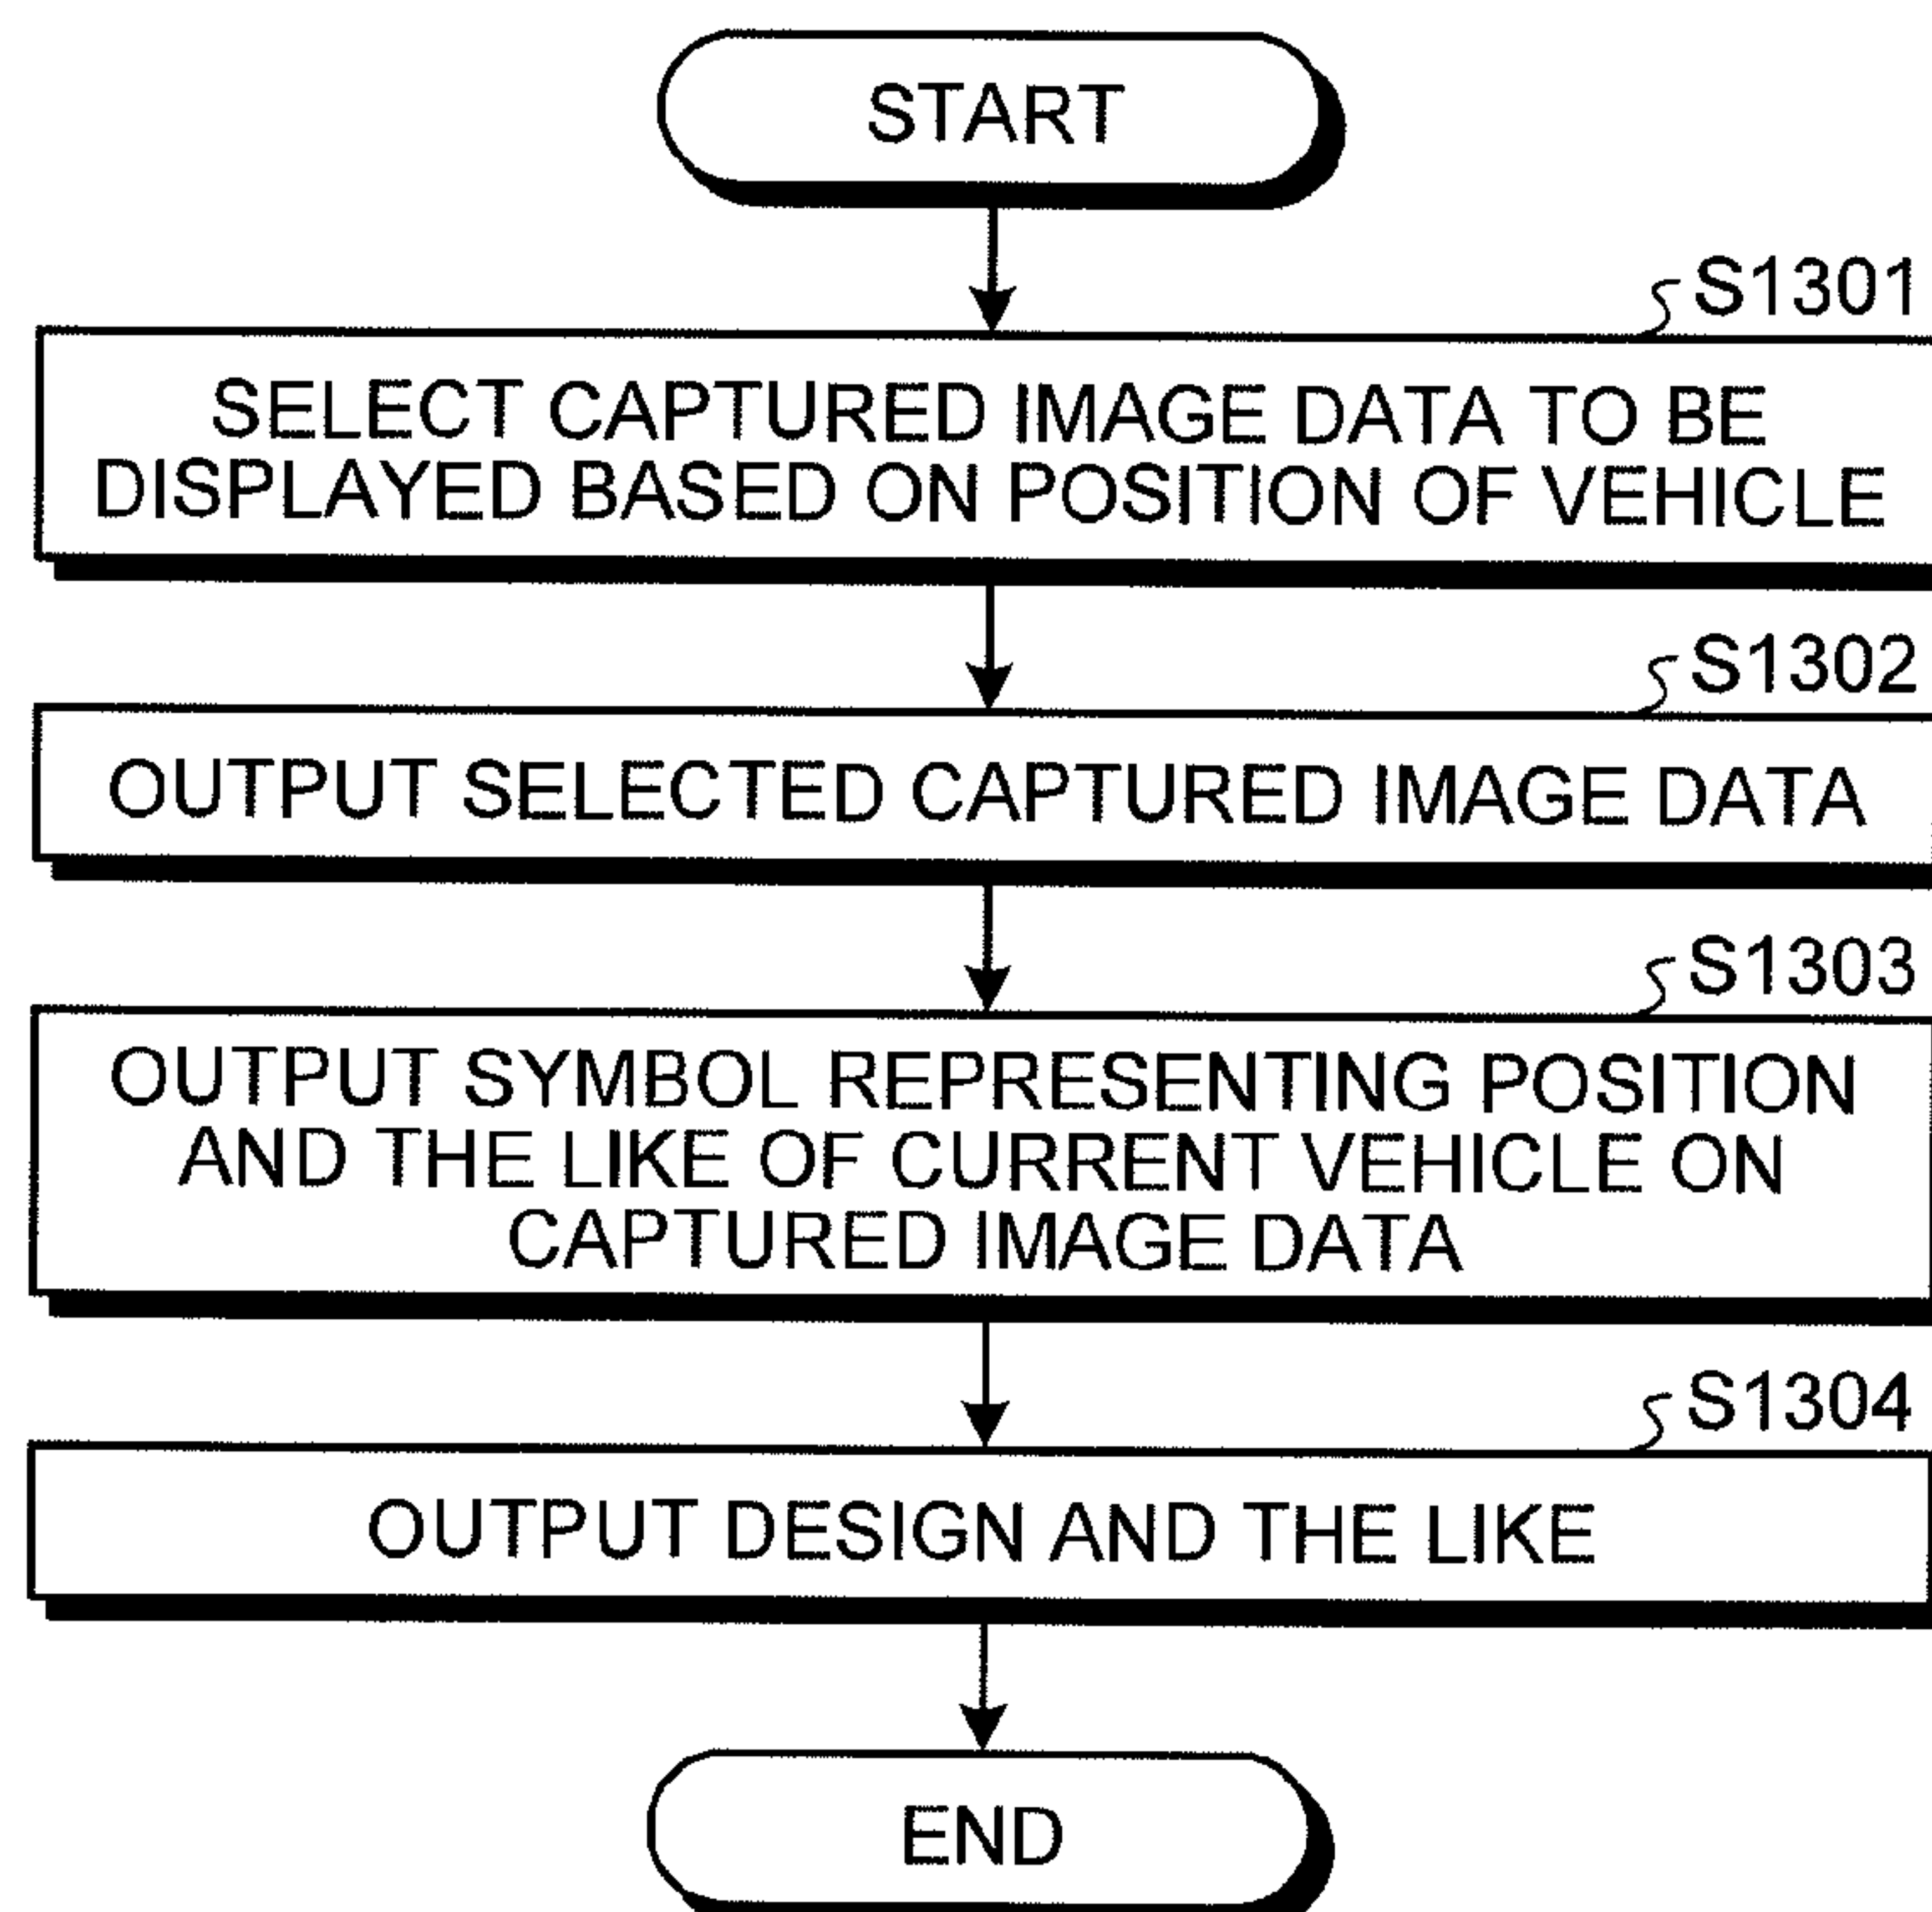 START
S1301
SELECT CAPTURED IMAGE DATA TO BE
DISPLAYED BASED ON POSITION OF VEHICLE
S1302
OUTPUT SELECTED CAPTURED IMAGE DATA
S1303
OUTPUT SYMBOL REPRESENTING POSITION
AND THE LIKE OF CURRENT VEHICLE ON
CAPTURED IMAGE DATA
S1304
OUTPUT DESIGN AND THE LIKE
END